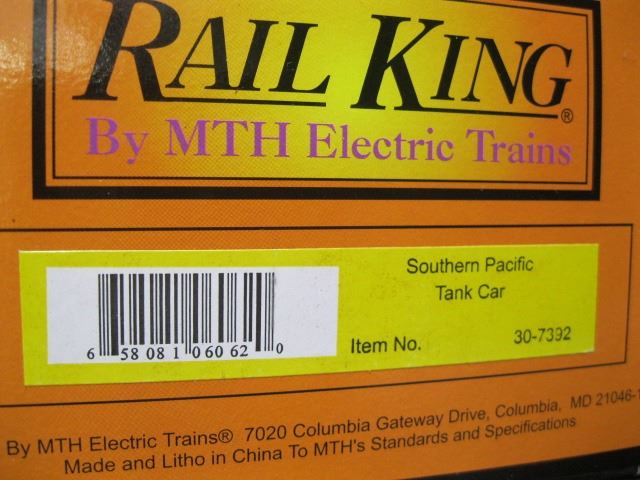 RAIL KING®
By MTH Electric Trains
Southern Pacific
Tank Car
Item No. 30-7392
6 58081 06062 0
By MTH Electric Trains® 7020 Columbia Gateway Drive, Columbia, MD 21046-1
Made and Litho in China To MTH's Standards and Specifications